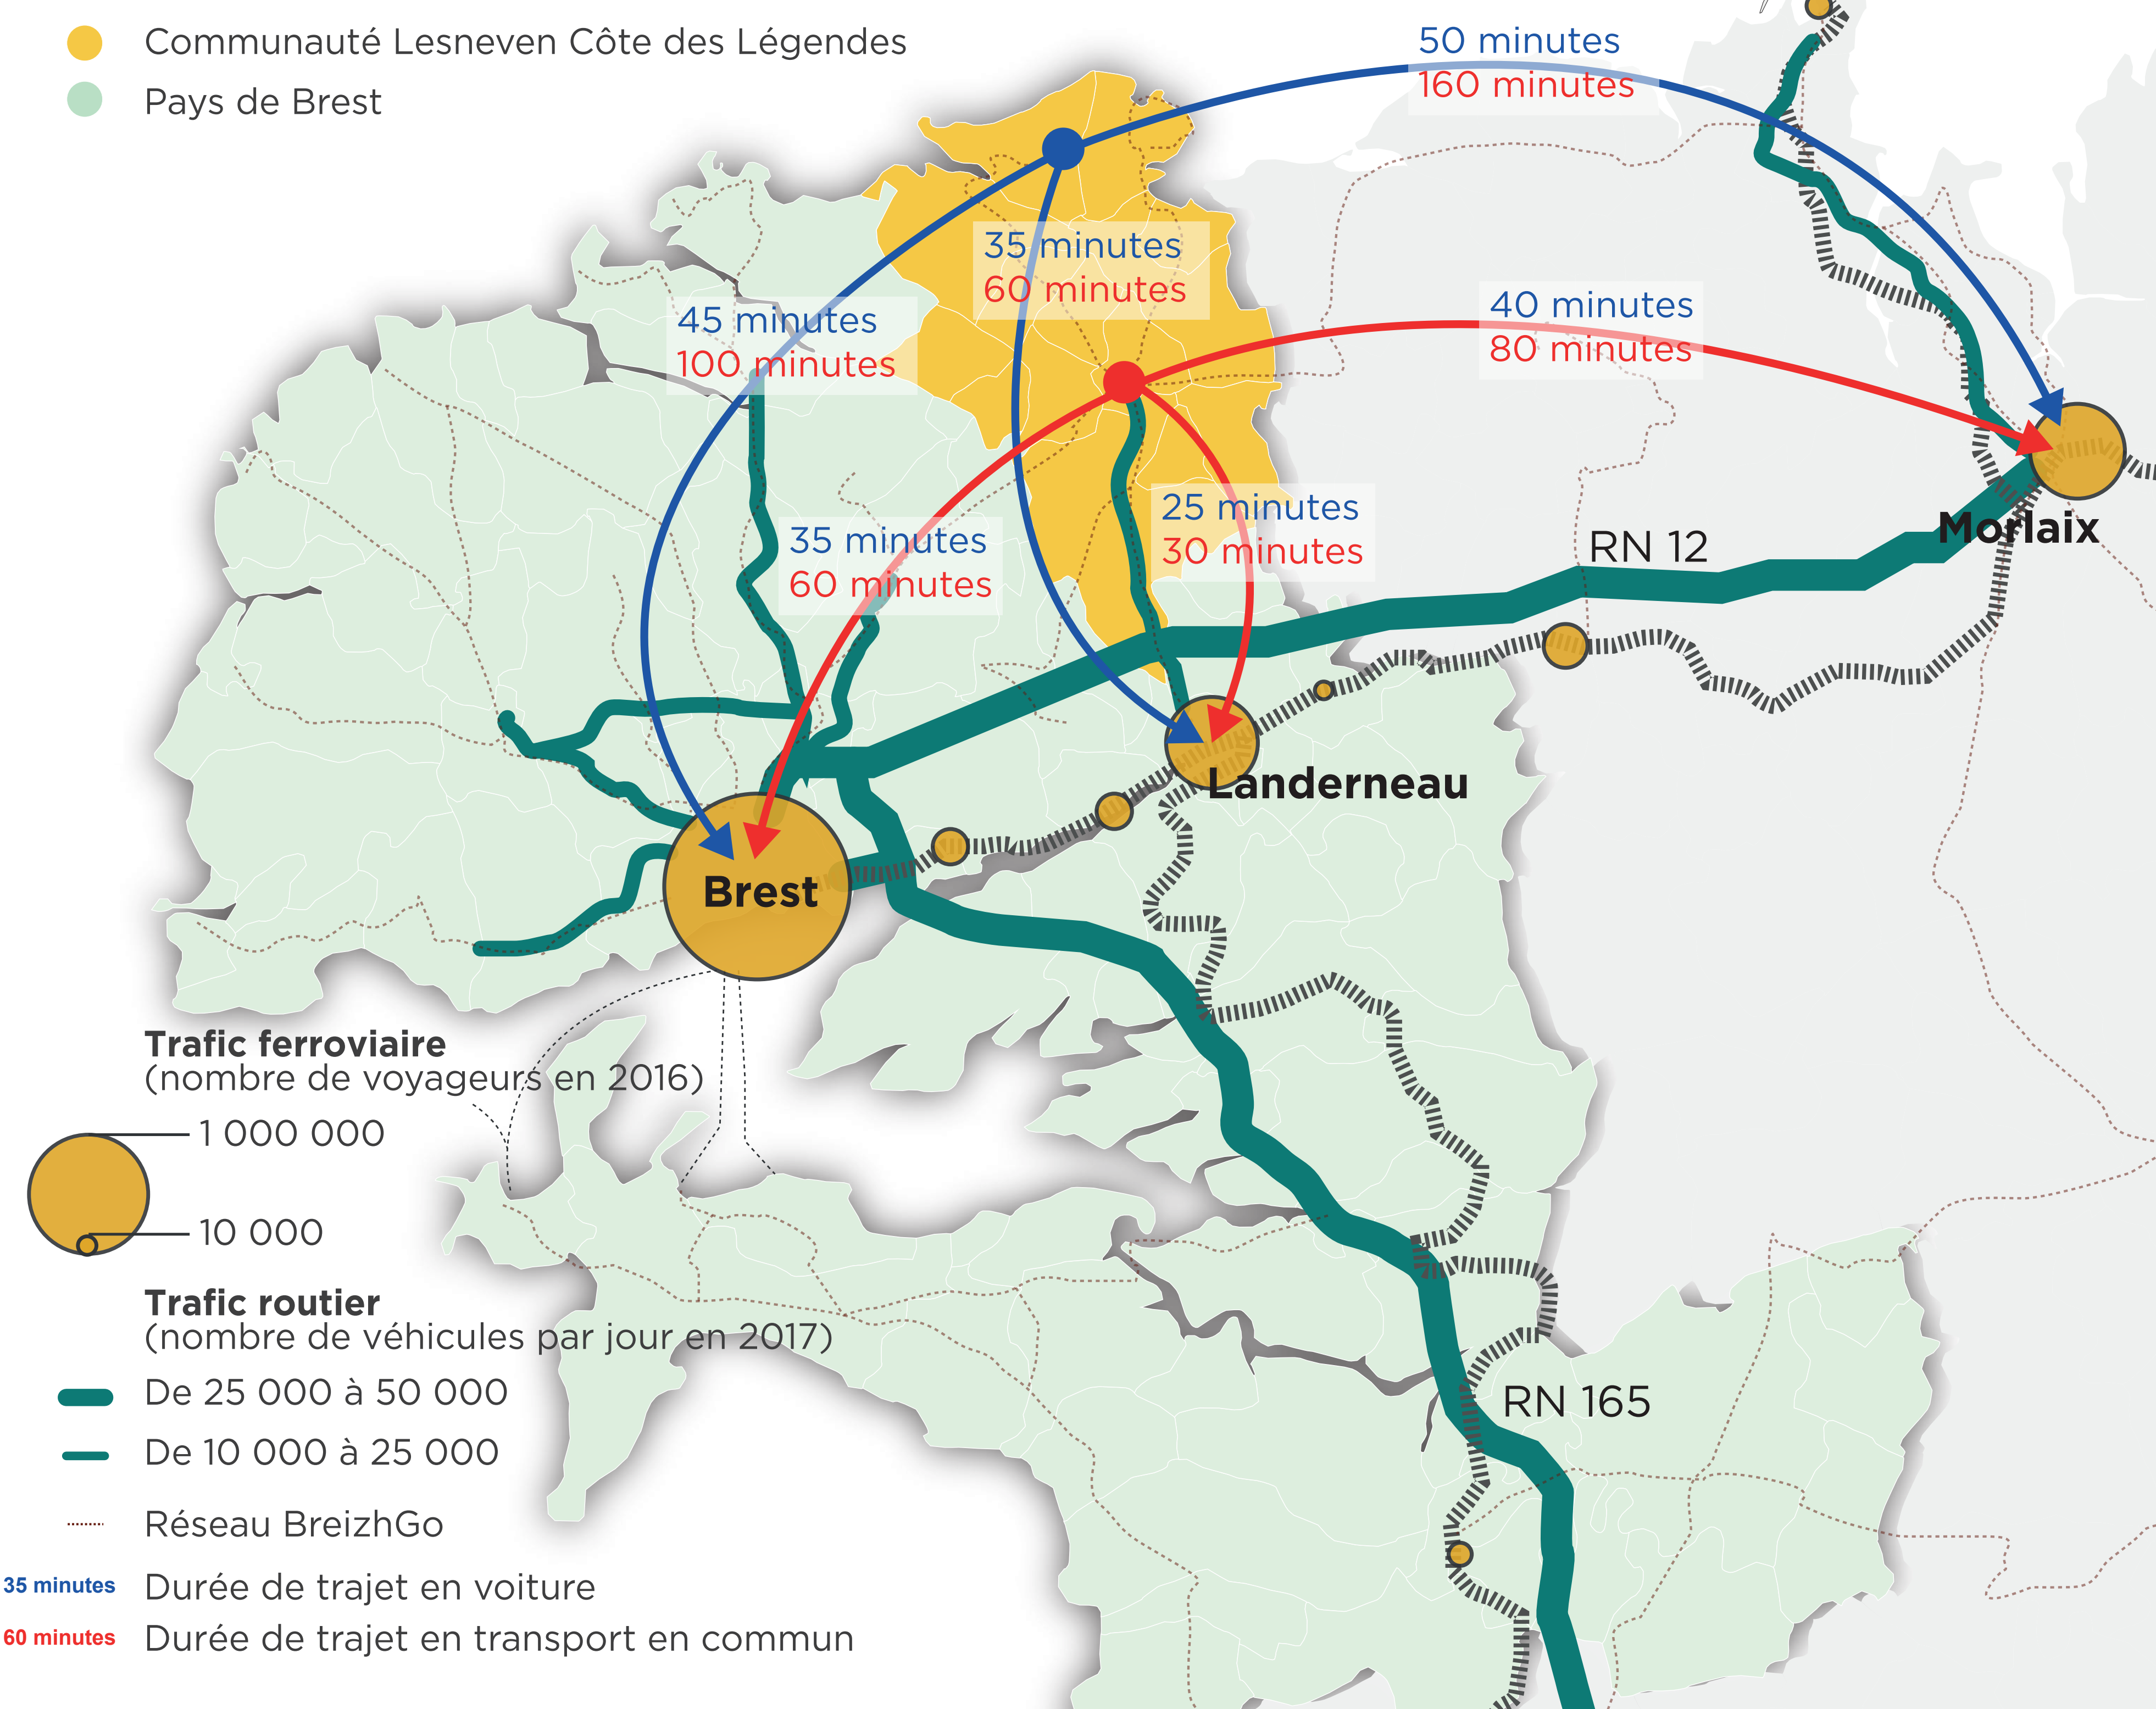 Communauté Lesneven Côte des Légendes
Pays de Brest
50 minutes
160 minutes
35 minutes
60 minutes
45 minutes
100 minutes
40 minutes
80 minutes
35 minutes
60 minutes
25 minutes
30 minutes
RN 12
Morlaix
Landerneau
Brest
Trafic ferroviaire
(nombre de voyageurs en 2016)
1 000 000
10 000
Trafic routier
(nombre de véhicules par jour en 2017)
De 25 000 à 50 000
De 10 000 à 25 000
RN 165
Réseau BreizhGo
35 minutes Durée de trajet en voiture
60 minutes Durée de trajet en transport en commun